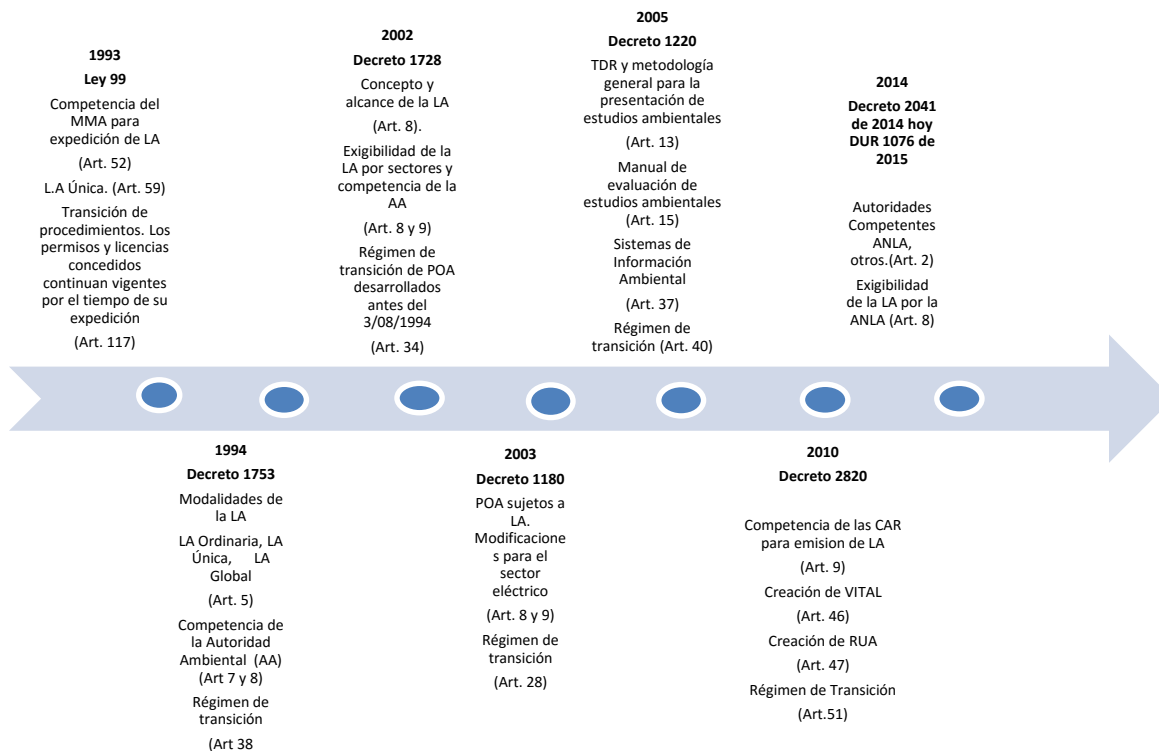 1993
Ley 99
Competencia del
MMA para
expedición de LA
(Art. 52)
L.A Única. (Art. 59)
Transición de
procedimientos. Los
permisos y licencias
concedidos
continuan vigentes
por el tiempo de su
expedición
(Art. 117)
2002
Decreto 1728
Concepto y
alcance de la LA
(Art. 8).
Exigibilidad de la
LA por sectores y
competencia de la
AA
(Art. 8 y 9)
Régimen de
transición de POA
desarrollados
antes del
3/08/1994
(Art. 34)
2005
Decreto 1220
TDR y metodología
general para la
presentación de
estudios ambientales
(Art. 13)
Manual de
evaluación de
estudios ambientales
(Art. 15)
Sistemas de
Información
Ambiental
(Art. 37)
Régimen de
transición (Art. 40)
2014
Decreto 2041
de 2014 hoy
DUR 1076 de
2015
Autoridades
Competentes
ANLA,
otros.(Art. 2)
Exigibilidad
de la LA por la
ANLA (Art. 8)
1994
Decreto 1753
Modalidades de
la LA
LA Ordinaria, LA
Única, LA
Global
(Art. 5)
Competencia de
la Autoridad
Ambiental (AA)
(Art 7 y 8)
Régimen de
transición
(Art 38
2003
Decreto 1180
POA sujetos a
LA.
Modificacione
s para el
sector
eléctrico
(Art. 8 y 9)
Régimen de
transición
(Art. 28)
2010
Decreto 2820
Competencia de las CAR
para emision de LA
(Art. 9)
Creación de VITAL
(Art. 46)
Creación de RUA
(Art. 47)
Régimen de Transición
(Art.51)